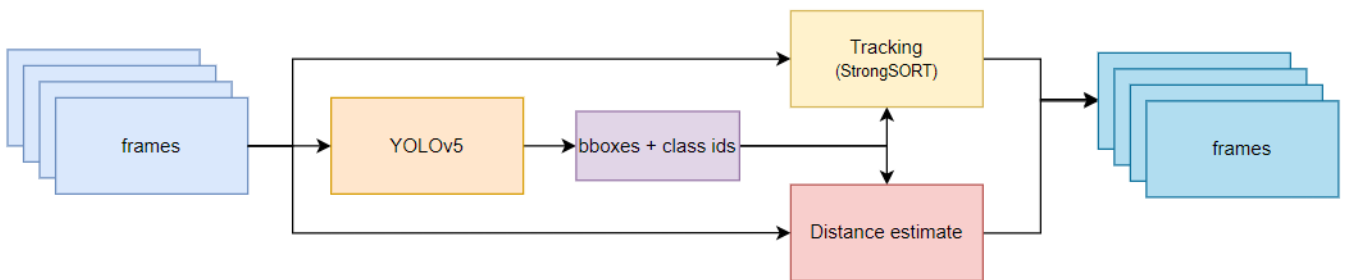 frames
YOLOv5
bboxes + class ids
Tracking
(StrongSORT)
Distance estimate
frames